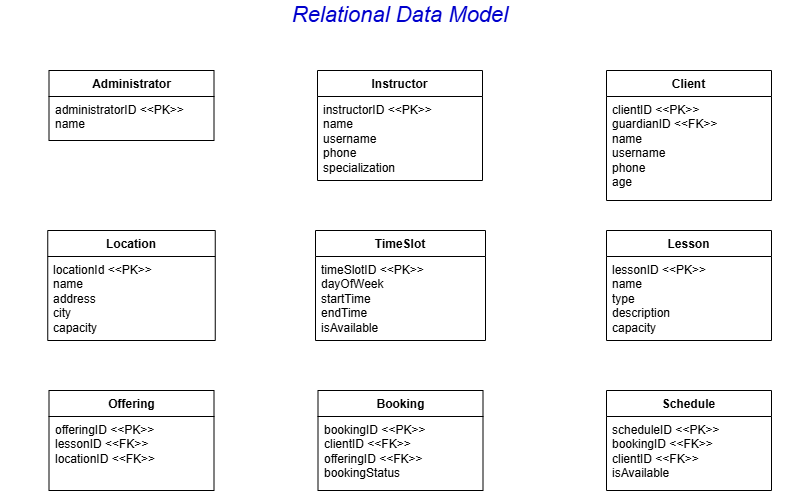 Relational Data Model
Administrator
administratorID <<PK>>
name
Instructor
instructorID <<PK>>
name
username
phone
specialization
Client
clientID <<PK>>
guardianID <<FK>>
name
username
phone
age
Location
locationId <<PK>>
name
address
city
capacity
TimeSlot
timeSlotID <<PK>>
dayOfWeek
startTime
endTime
isAvailable
Lesson
lessonID <<PK>>
name
type
description
capacity
Offering
offeringID <<PK>>
lessonID <<FK>>
locationID <<FK>>
Booking
bookingID <<PK>>
clientID <<FK>>
offeringID <<FK>>
bookingStatus
Schedule
scheduleID <<PK>>
bookingID <<FK>>
clientID <<FK>>
isAvailable